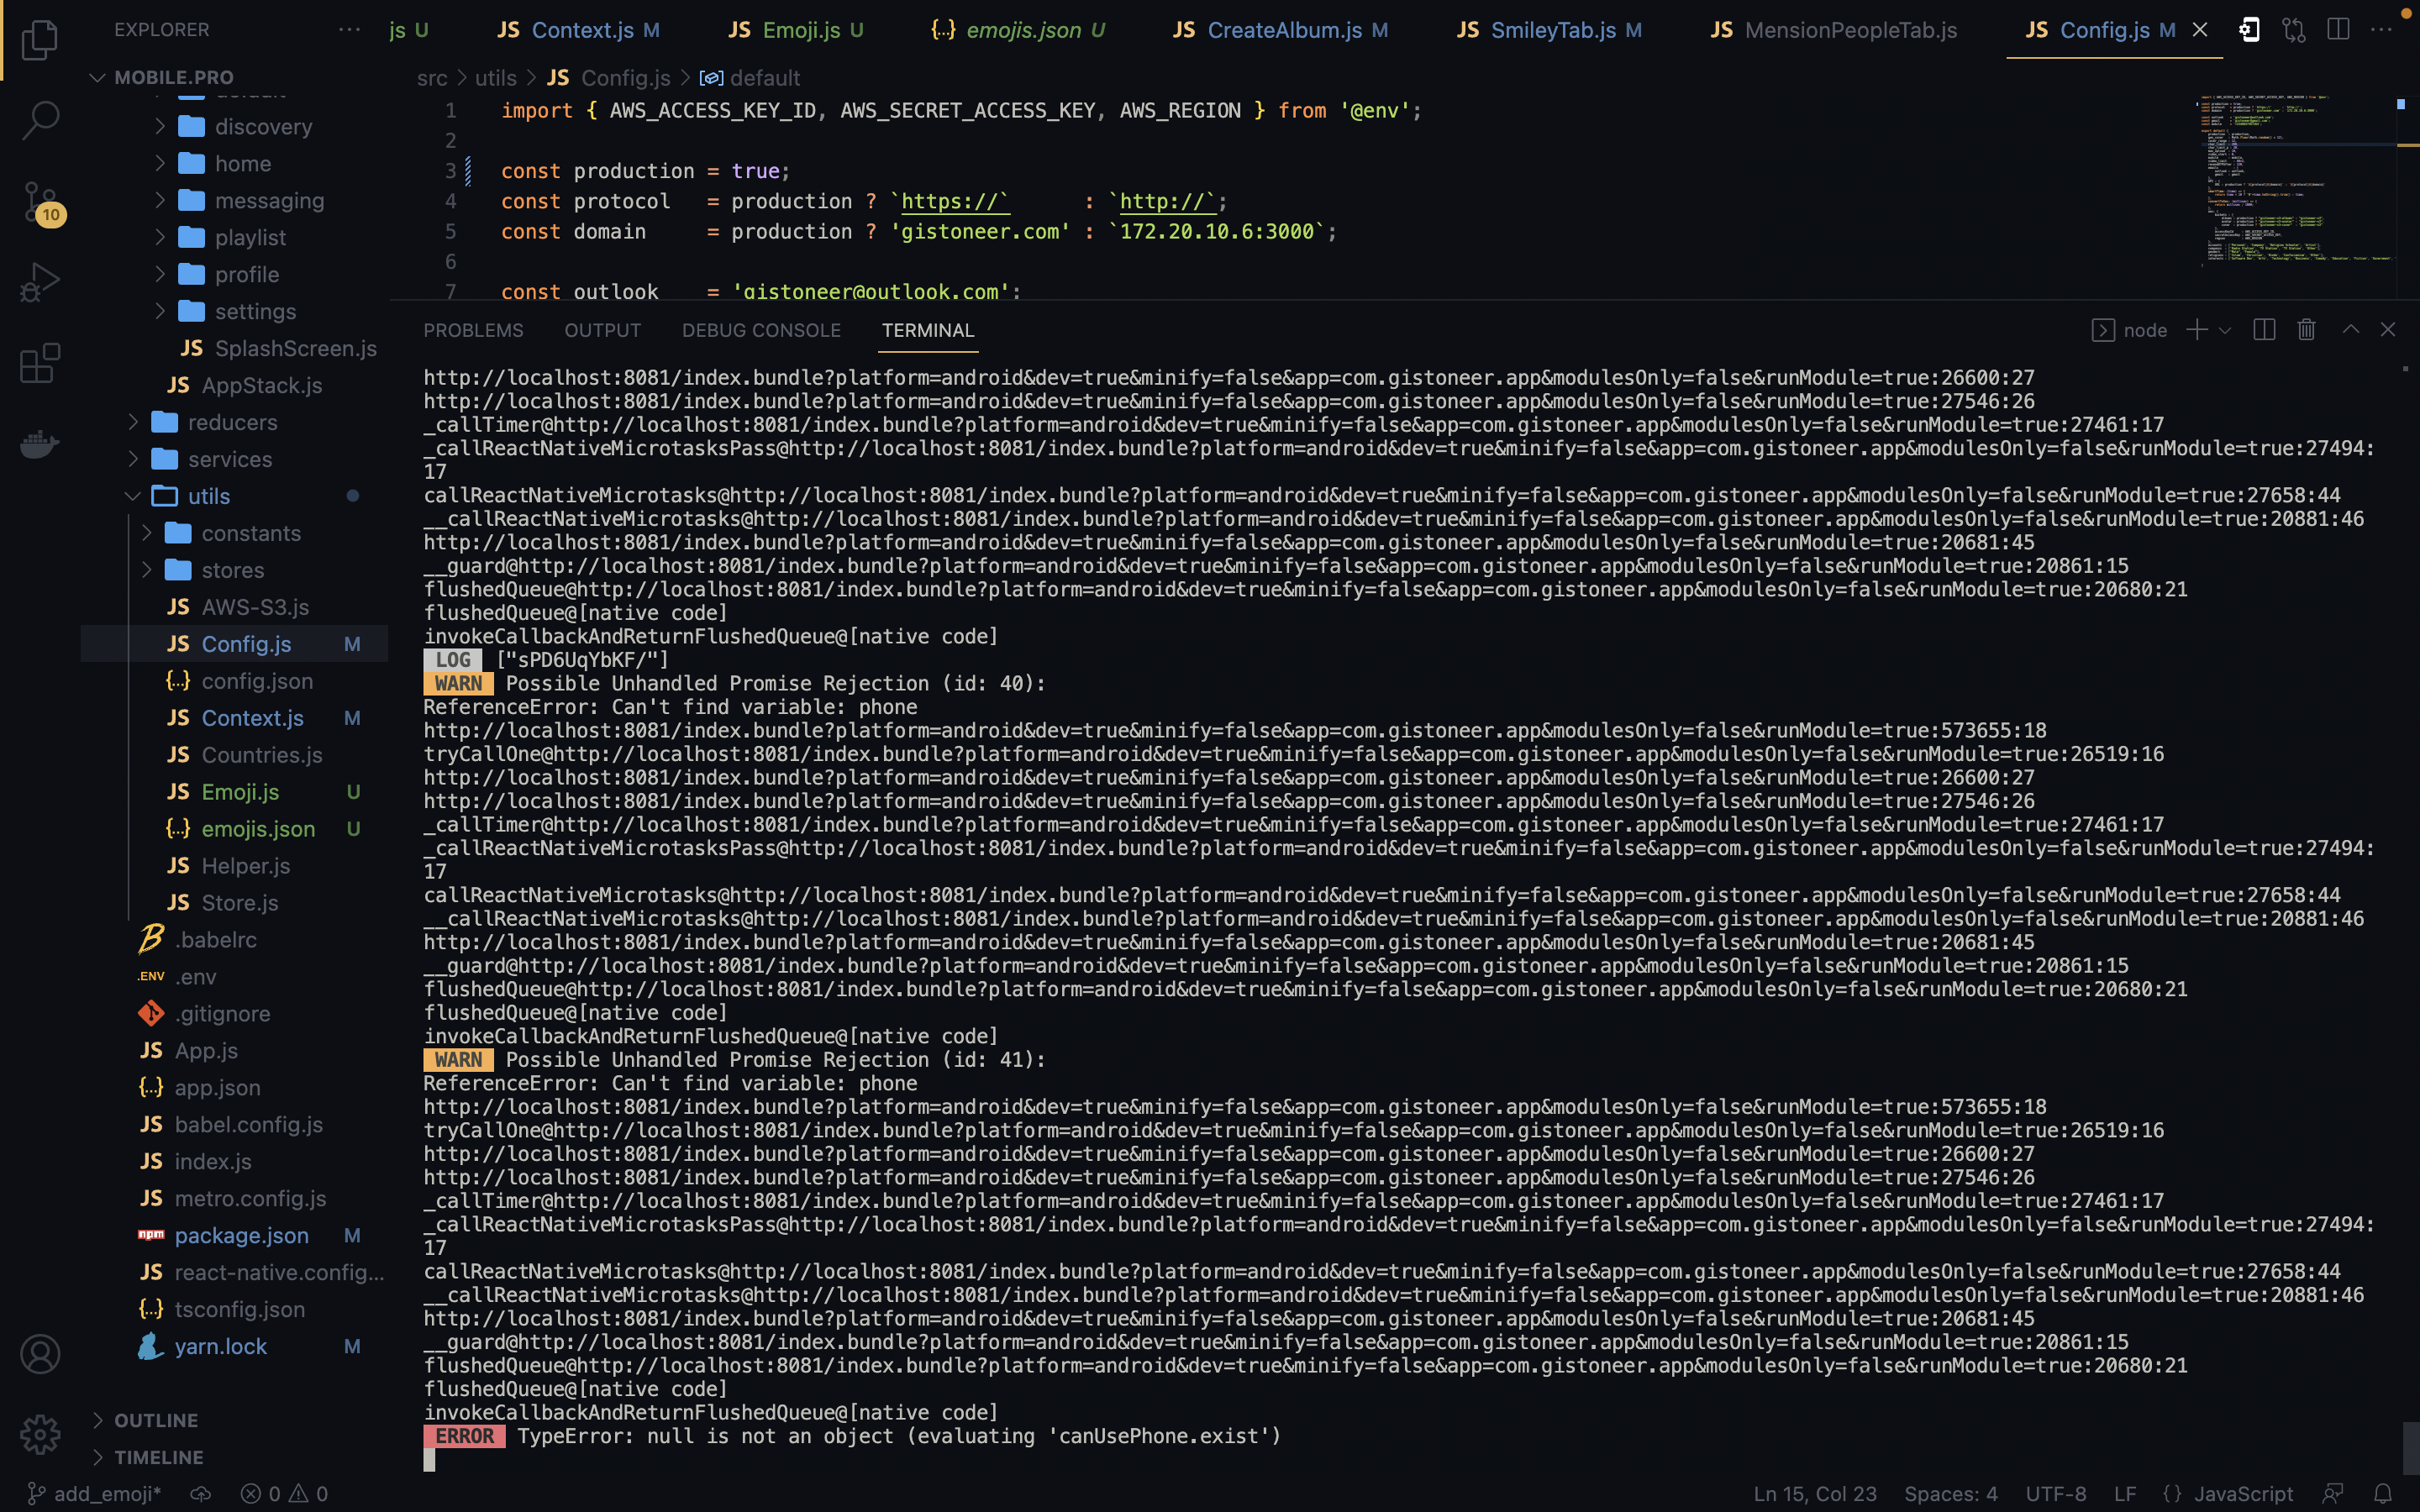 EXPLORER
js U
JS Context.js M
JS Emoji.js U
{..} emojis.json U
JS CreateAlbum.js M
JS SmileyTab.js M
JS MensionPeopleTab.js
JS Config.js M
MOBILE.PRO
discovery
home
messaging
playlist
profile
settings
JS SplashScreen.js
JS AppStack.js
reducers
services
utils
constants
stores
JS AWS-S3.js
JS Config.js M
{..} config.json
JS Context.js M
JS Countries.js
JS Emoji.js U
{..} emojis.json U
JS Helper.js
JS Store.js
.babelrc
.ENV .env
.gitignore
JS App.js
{..} app.json
JS babel.config.js
JS index.js
JS metro.config.js
npm package.json M
JS react-native.config...
{..} tsconfig.json
yarn.lock M
OUTLINE
TIMELINE
10
src > utils > JS Config.js > default
1 import { AWS_ACCESS_KEY_ID, AWS_SECRET_ACCESS_KEY, AWS_REGION } from '@env';
2
3 const production = true;
4 const protocol = production ? `https://` : `http://`;
5 const domain = production ? 'gistoneer.com' : `172.20.10.6:3000`;
6
7 const outlook = 'gistoneer@outlook.com';
PROBLEMS OUTPUT DEBUG CONSOLE TERMINAL
node
http://localhost:8081/index.bundle?platform=android&dev=true&minify=false&app=com.gistoneer.app&modulesOnly=false&runModule=true:26600:27
http://localhost:8081/index.bundle?platform=android&dev=true&minify=false&app=com.gistoneer.app&modulesOnly=false&runModule=true:27546:26
_callTimer@http://localhost:8081/index.bundle?platform=android&dev=true&minify=false&app=com.gistoneer.app&modulesOnly=false&runModule=true:27461:17
_callReactNativeMicrotasksPass@http://localhost:8081/index.bundle?platform=android&dev=true&minify=false&app=com.gistoneer.app&modulesOnly=false&runModule=true:27494:
17
callReactNativeMicrotasks@http://localhost:8081/index.bundle?platform=android&dev=true&minify=false&app=com.gistoneer.app&modulesOnly=false&runModule=true:27658:44
__callReactNativeMicrotasks@http://localhost:8081/index.bundle?platform=android&dev=true&minify=false&app=com.gistoneer.app&modulesOnly=false&runModule=true:20881:46
http://localhost:8081/index.bundle?platform=android&dev=true&minify=false&app=com.gistoneer.app&modulesOnly=false&runModule=true:20681:45
__guard@http://localhost:8081/index.bundle?platform=android&dev=true&minify=false&app=com.gistoneer.app&modulesOnly=false&runModule=true:20861:15
flushedQueue@http://localhost:8081/index.bundle?platform=android&dev=true&minify=false&app=com.gistoneer.app&modulesOnly=false&runModule=true:20680:21
flushedQueue@[native code]
invokeCallbackAndReturnFlushedQueue@[native code]
LOG ["sPD6UqYbKF/"]
WARN Possible Unhandled Promise Rejection (id: 40):
ReferenceError: Can't find variable: phone
http://localhost:8081/index.bundle?platform=android&dev=true&minify=false&app=com.gistoneer.app&modulesOnly=false&runModule=true:573655:18
tryCallOne@http://localhost:8081/index.bundle?platform=android&dev=true&minify=false&app=com.gistoneer.app&modulesOnly=false&runModule=true:26519:16
http://localhost:8081/index.bundle?platform=android&dev=true&minify=false&app=com.gistoneer.app&modulesOnly=false&runModule=true:26600:27
http://localhost:8081/index.bundle?platform=android&dev=true&minify=false&app=com.gistoneer.app&modulesOnly=false&runModule=true:27546:26
_callTimer@http://localhost:8081/index.bundle?platform=android&dev=true&minify=false&app=com.gistoneer.app&modulesOnly=false&runModule=true:27461:17
_callReactNativeMicrotasksPass@http://localhost:8081/index.bundle?platform=android&dev=true&minify=false&app=com.gistoneer.app&modulesOnly=false&runModule=true:27494:
17
callReactNativeMicrotasks@http://localhost:8081/index.bundle?platform=android&dev=true&minify=false&app=com.gistoneer.app&modulesOnly=false&runModule=true:27658:44
__callReactNativeMicrotasks@http://localhost:8081/index.bundle?platform=android&dev=true&minify=false&app=com.gistoneer.app&modulesOnly=false&runModule=true:20881:46
http://localhost:8081/index.bundle?platform=android&dev=true&minify=false&app=com.gistoneer.app&modulesOnly=false&runModule=true:20681:45
__guard@http://localhost:8081/index.bundle?platform=android&dev=true&minify=false&app=com.gistoneer.app&modulesOnly=false&runModule=true:20861:15
flushedQueue@http://localhost:8081/index.bundle?platform=android&dev=true&minify=false&app=com.gistoneer.app&modulesOnly=false&runModule=true:20680:21
flushedQueue@[native code]
invokeCallbackAndReturnFlushedQueue@[native code]
WARN Possible Unhandled Promise Rejection (id: 41):
ReferenceError: Can't find variable: phone
http://localhost:8081/index.bundle?platform=android&dev=true&minify=false&app=com.gistoneer.app&modulesOnly=false&runModule=true:573655:18
tryCallOne@http://localhost:8081/index.bundle?platform=android&dev=true&minify=false&app=com.gistoneer.app&modulesOnly=false&runModule=true:26519:16
http://localhost:8081/index.bundle?platform=android&dev=true&minify=false&app=com.gistoneer.app&modulesOnly=false&runModule=true:26600:27
http://localhost:8081/index.bundle?platform=android&dev=true&minify=false&app=com.gistoneer.app&modulesOnly=false&runModule=true:27546:26
_callTimer@http://localhost:8081/index.bundle?platform=android&dev=true&minify=false&app=com.gistoneer.app&modulesOnly=false&runModule=true:27461:17
_callReactNativeMicrotasksPass@http://localhost:8081/index.bundle?platform=android&dev=true&minify=false&app=com.gistoneer.app&modulesOnly=false&runModule=true:27494:
17
callReactNativeMicrotasks@http://localhost:8081/index.bundle?platform=android&dev=true&minify=false&app=com.gistoneer.app&modulesOnly=false&runModule=true:27658:44
__callReactNativeMicrotasks@http://localhost:8081/index.bundle?platform=android&dev=true&minify=false&app=com.gistoneer.app&modulesOnly=false&runModule=true:20881:46
http://localhost:8081/index.bundle?platform=android&dev=true&minify=false&app=com.gistoneer.app&modulesOnly=false&runModule=true:20681:45
__guard@http://localhost:8081/index.bundle?platform=android&dev=true&minify=false&app=com.gistoneer.app&modulesOnly=false&runModule=true:20861:15
flushedQueue@http://localhost:8081/index.bundle?platform=android&dev=true&minify=false&app=com.gistoneer.app&modulesOnly=false&runModule=true:20680:21
flushedQueue@[native code]
invokeCallbackAndReturnFlushedQueue@[native code]
ERROR TypeError: null is not an object (evaluating 'canUsePhone.exist')
add_emoji* 0 0
Ln 15, Col 23 Spaces: 4 UTF-8 LF {} JavaScript